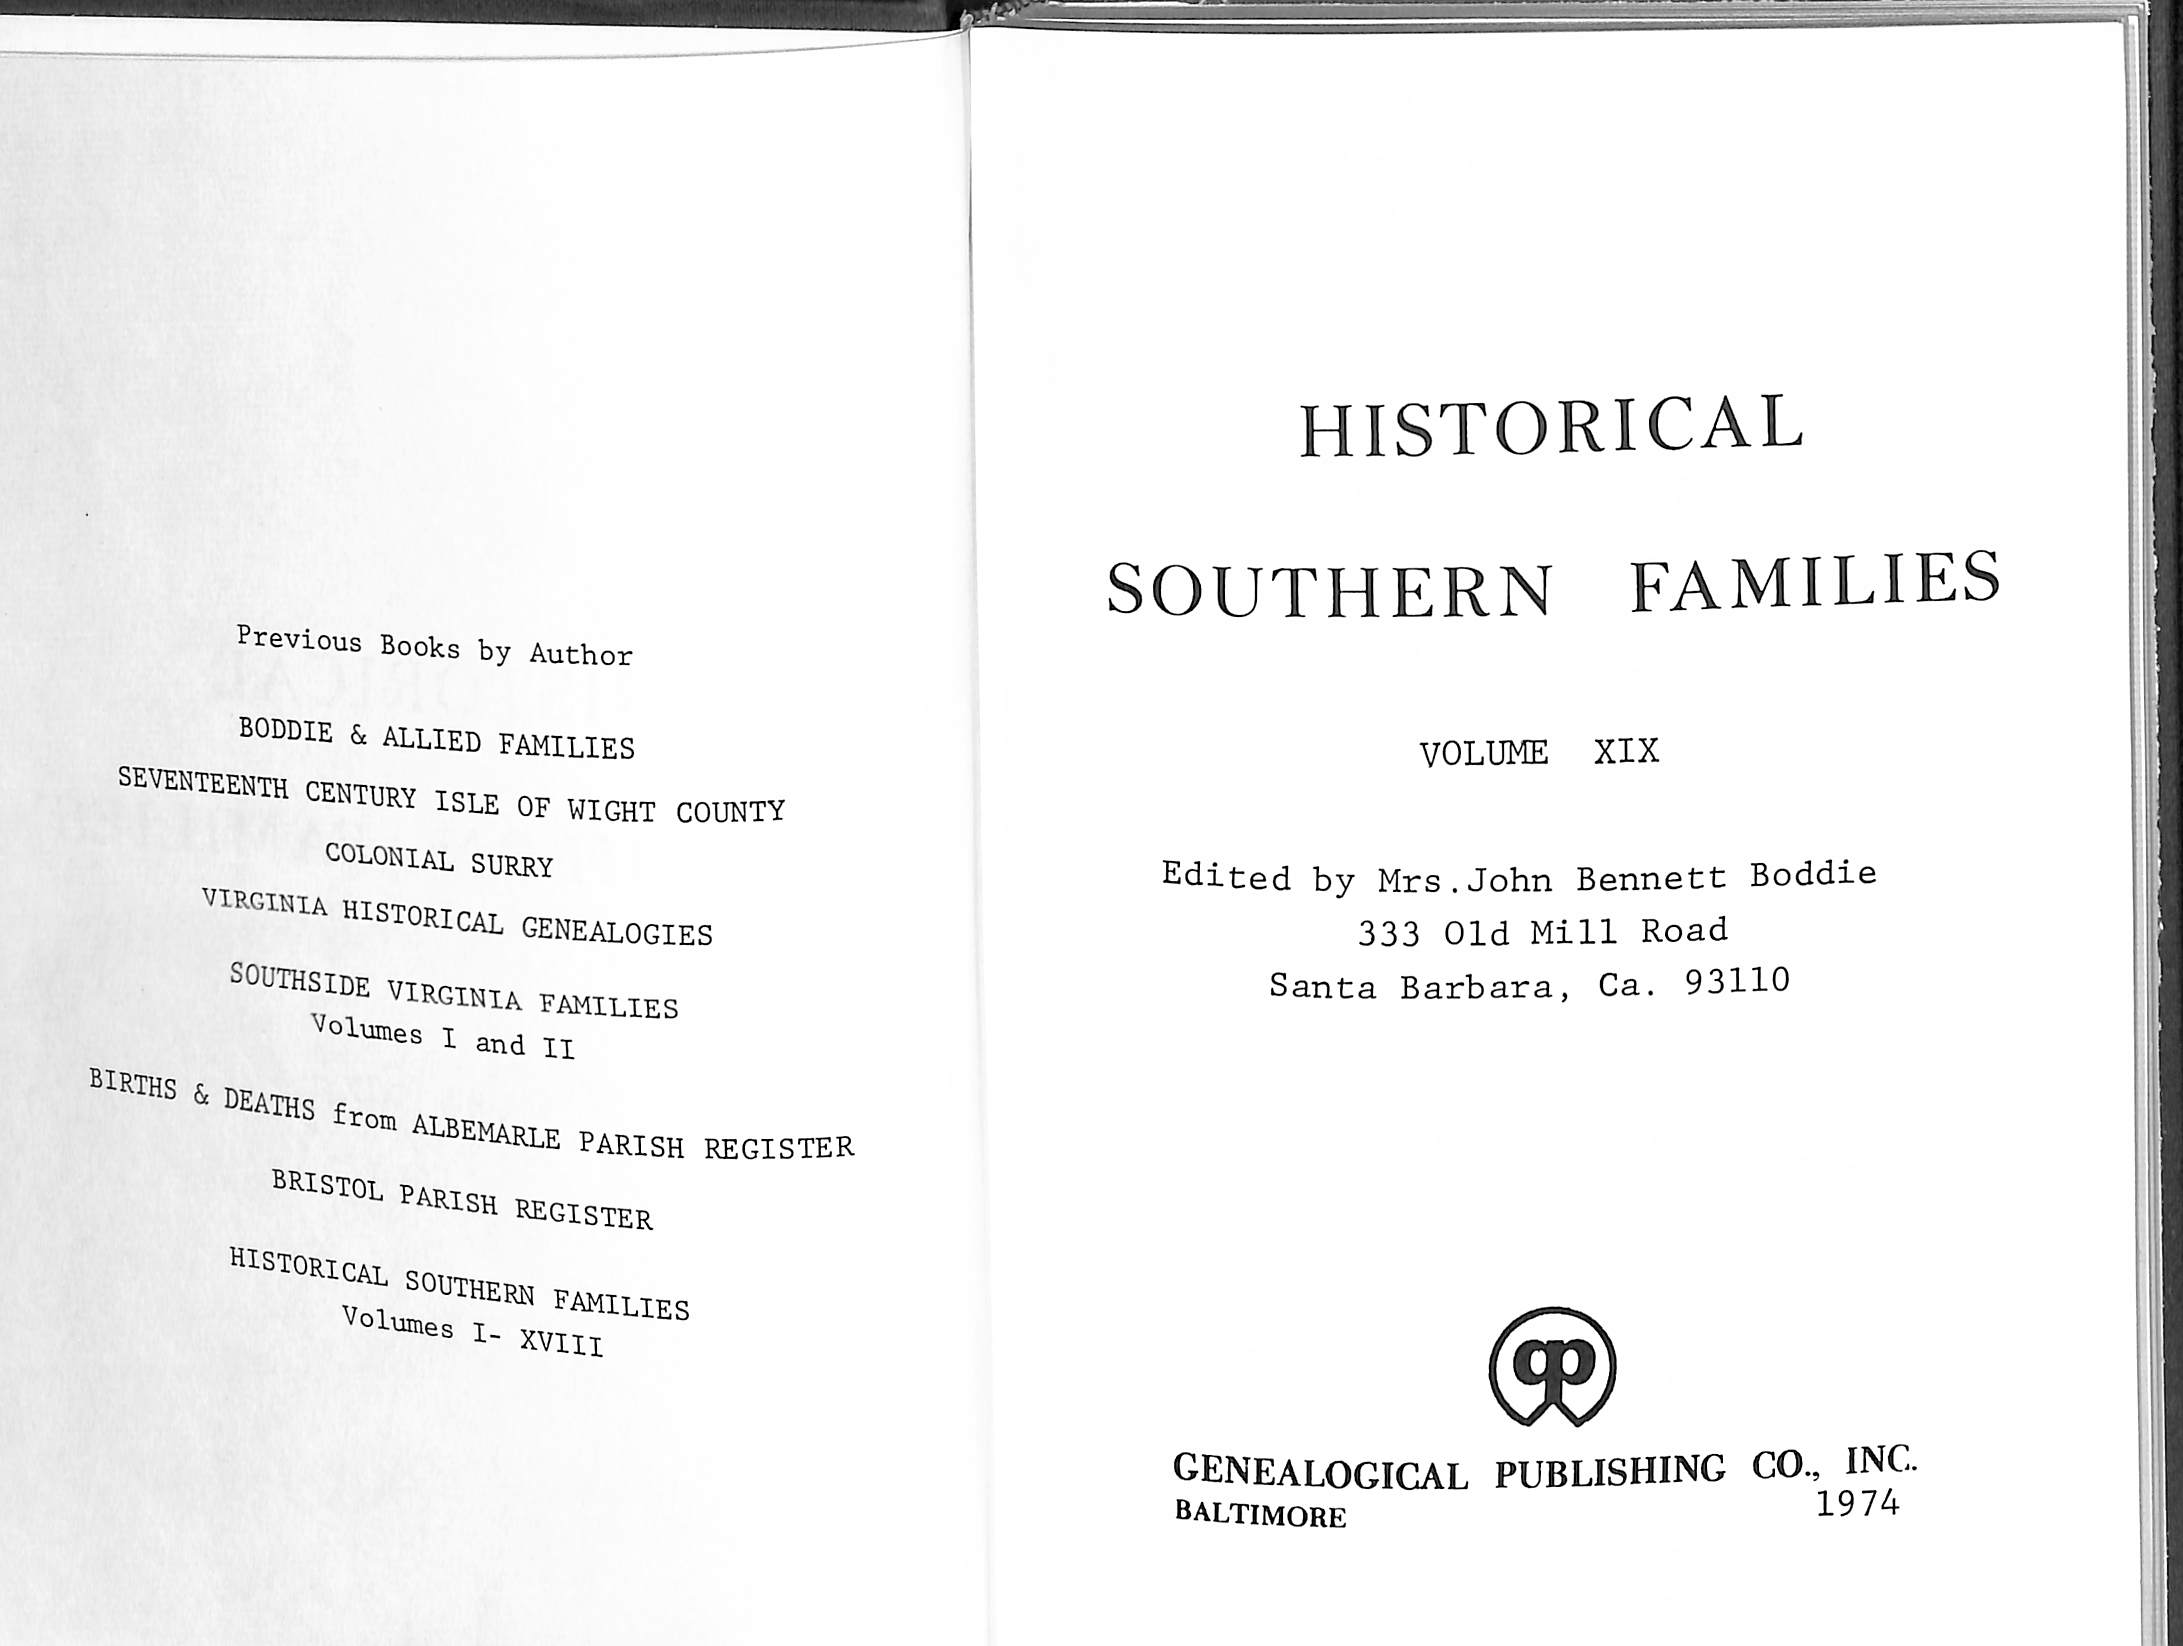 Previous Books by Author
BODDIE & ALLIED FAMILIES
SEVENTEENTH CENTURY ISLE OF WIGHT COUNTY
COLONIAL SURRY
VIRGINIA HISTORICAL GENEALOGIES
SOUTHSIDE VIRGINIA FAMILIES
Volumes I and II
BIRTHS & DEATHS from ALBEMARLE PARISH REGISTER
BRISTOL PARISH REGISTER
HISTORICAL SOUTHERN FAMILIES
Volumes I- XVIII
HISTORICAL
SOUTHERN FAMILIES
VOLUME XIX
Edited by Mrs.John Bennett Boddie
333 Old Mill Road
Santa Barbara, Ca. 93110
GENEALOGICAL PUBLISHING CO., INC.
BALTIMORE 1974